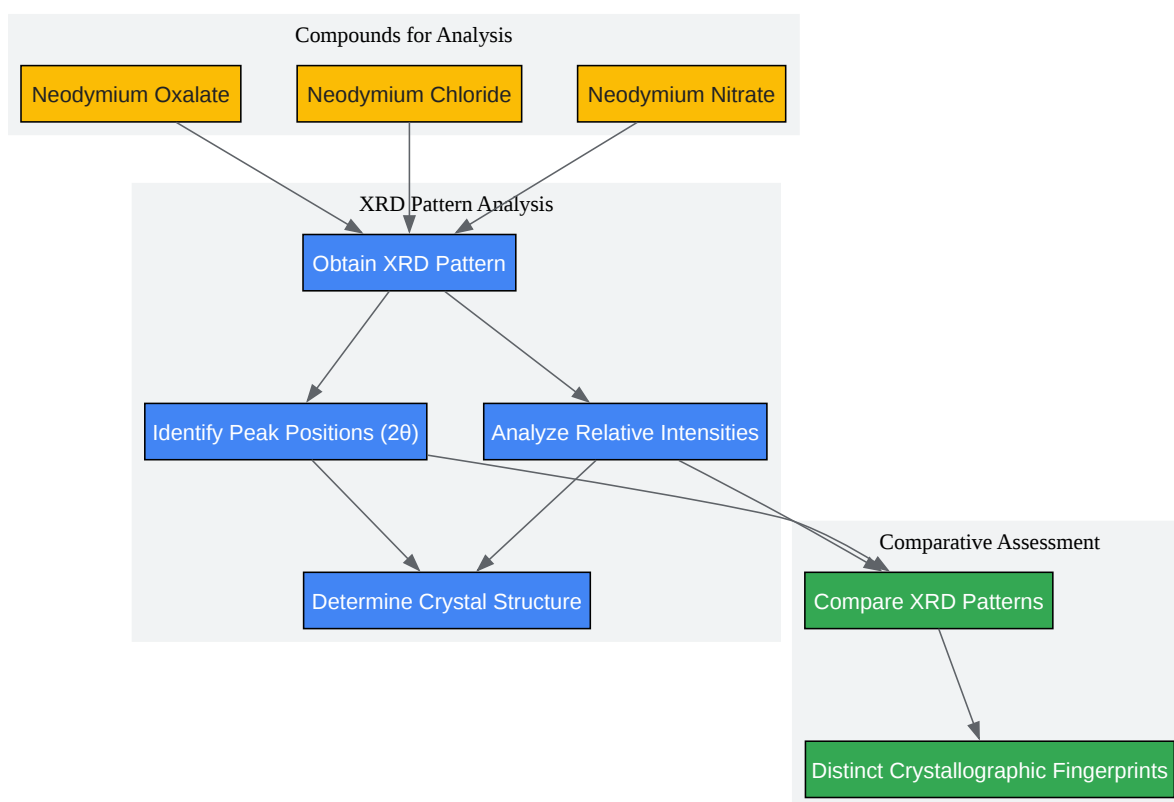 Compounds for Analysis
Neodymium Oxalate
Neodymium Chloride
Neodymium Nitrate
XRD Pattern Analysis
Obtain XRD Pattern
Identify Peak Positions (2θ)
Analyze Relative Intensities
Determine Crystal Structure
Comparative Assessment
Compare XRD Patterns
Distinct Crystallographic Fingerprints